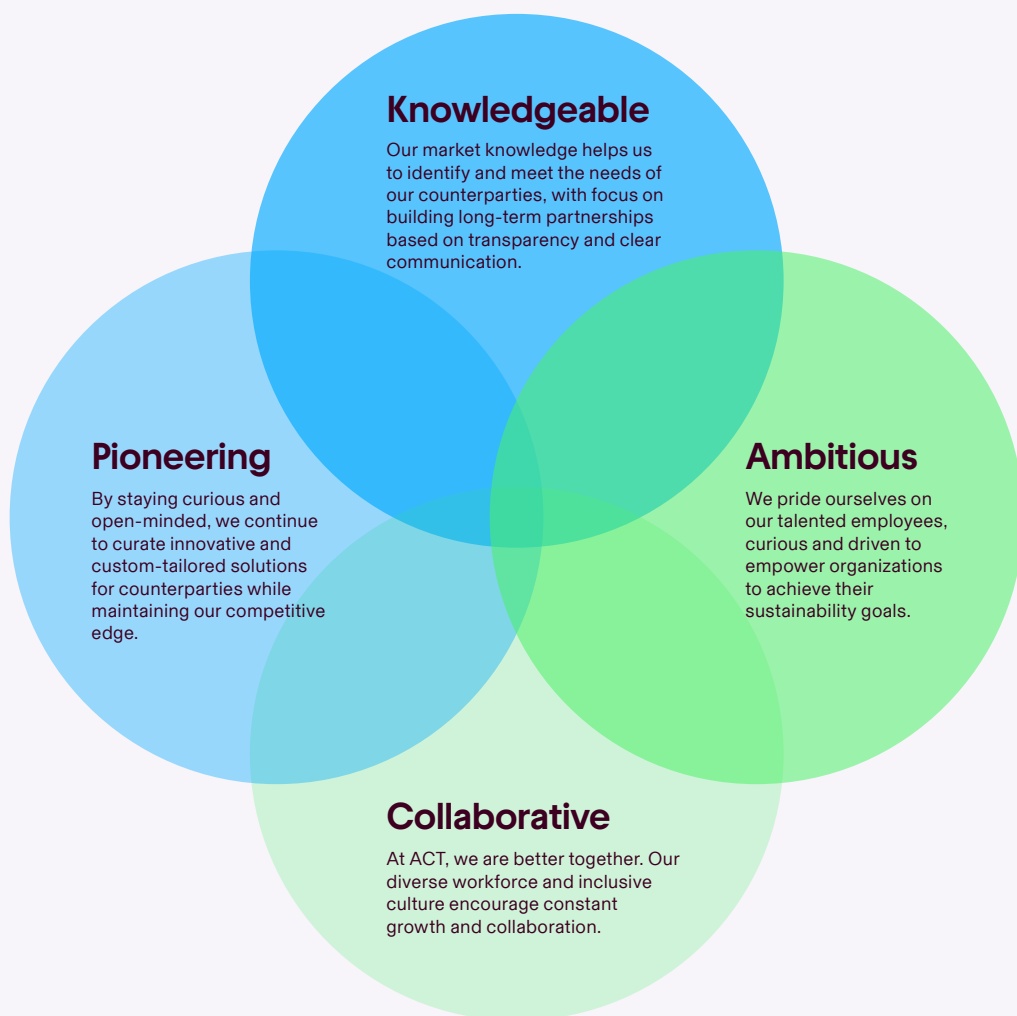 Knowledgeable
Our market knowledge helps us
to identify and meet the needs of
our counterparties, with focus on
building long-term partnerships
based on transparency and clear
communication.
Pioneering
By staying curious and
open-minded, we continue
to curate innovative and
custom-tailored solutions
for counterparties while
maintaining our competitive
edge.
Ambitious
We pride ourselves on
our talented employees,
curious and driven to
empower organizations
to achieve their
sustainability goals.
Collaborative
At ACT, we are better together. Our
diverse workforce and inclusive
culture encourage constant
growth and collaboration.